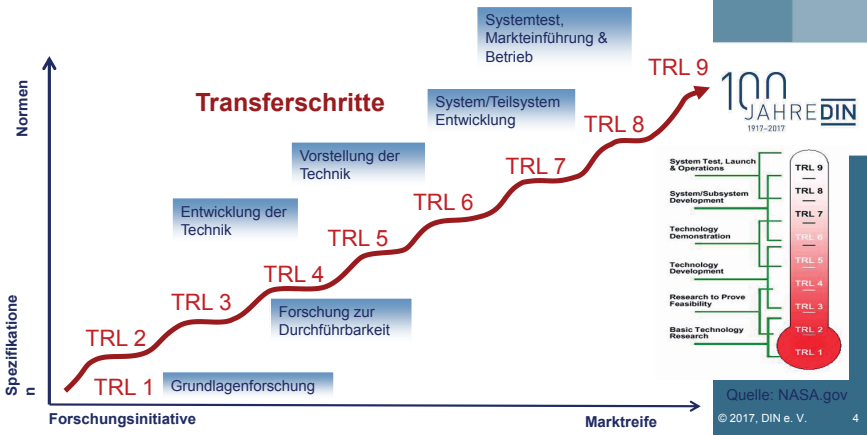 Systemtest,
Markteinführung &
Betrieb
TRL 9
Normen
Transferschritte
System/Teilsystem
Entwicklung
TRL 8
Vorstellung der
Technik
TRL 7
Entwicklung der
Technik
TRL 6
TRL 5
TRL 4
TRL 3
Forschung zur
Durchführbarkeit
TRL 2
TRL 1
Grundlagenforschung
Spezifikatione
n
Forschungsinitiative
Marktreife
100
JAHRE DIN
1917–2017
System Test, Launch
& Operations
System/Subsystem
Development
Technology
Demonstration
Technology
Development
Research to Prove
Feasibility
Basic Technology
Research
TRL 9
TRL 8
TRL 7
TRL 6
TRL 5
TRL 4
TRL 3
TRL 2
TRL 1
Quelle: NASA.gov
© 2017, DIN e. V.
4